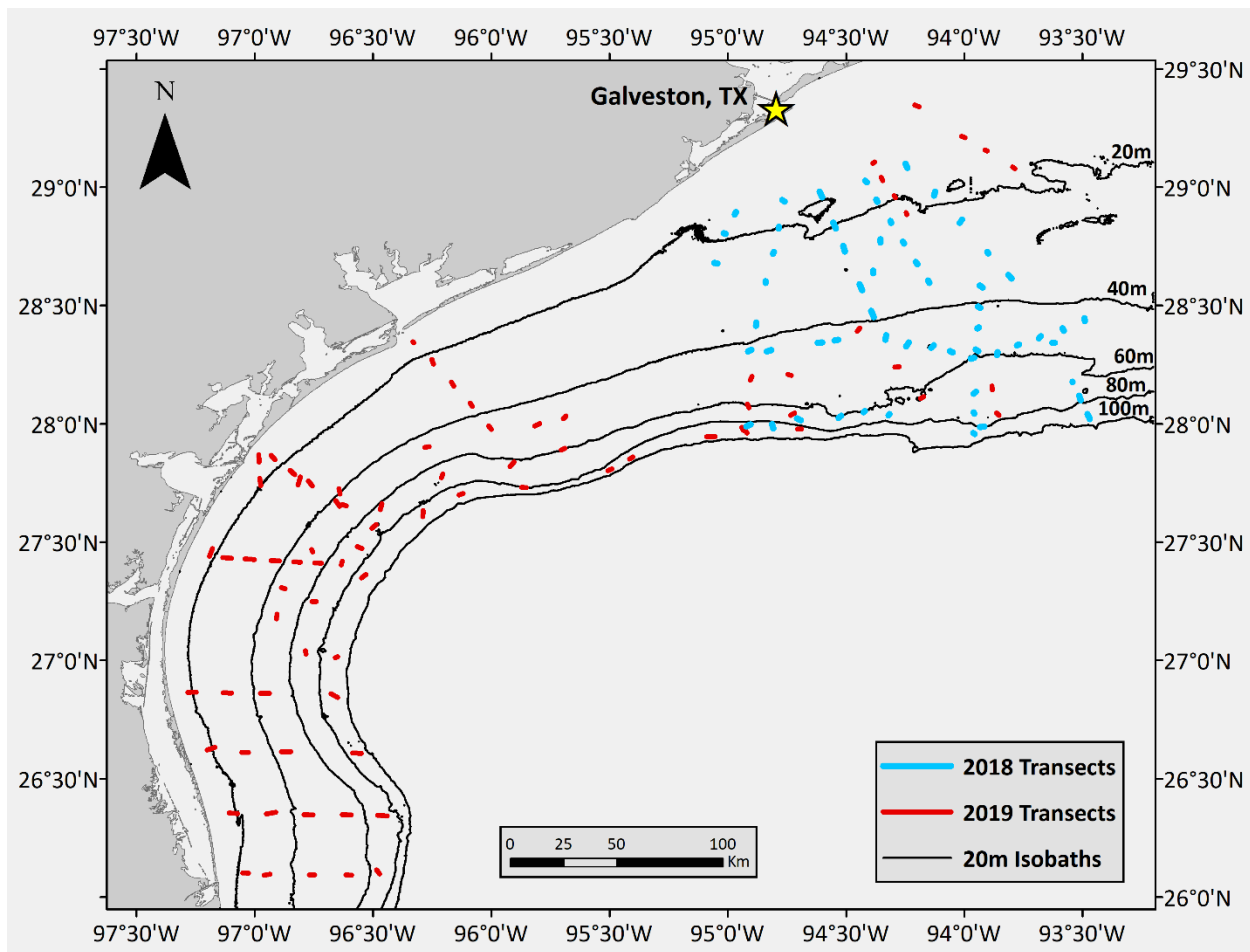 97°30'W 97°0'W 96°30'W 96°0'W 95°30'W 95°0'W 94°30'W 94°0'W 93°30'W
29°30'N 29°30'N
N
Galveston, TX
20m
29°0'N 29°0'N
40m
28°30'N 28°30'N
60m
80m
100m
28°0'N 28°0'N
27°30'N 27°30'N
27°0'N 27°0'N
26°30'N 26°30'N
2018 Transects
2019 Transects
20m Isobaths
0 25 50 100
Km
26°0'N 26°0'N
97°30'W 97°0'W 96°30'W 96°0'W 95°30'W 95°0'W 94°30'W 94°0'W 93°30'W